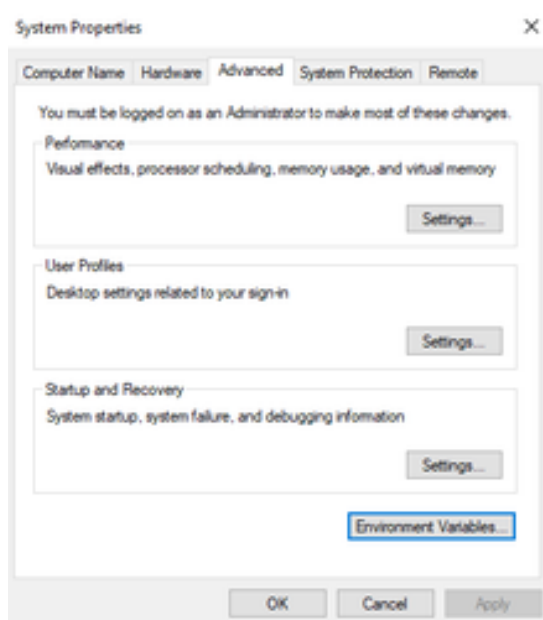 System Properties
Computer Name Hardware Advanced System Protection Remote
You must be logged on as an Administrator to make most of these changes.
Performance
Visual effects, processor scheduling, memory usage, and virtual memory
Settings...
User Profiles
Desktop settings related to your sign-in
Settings...
Startup and Recovery
System startup, system failure, and debugging information
Settings...
Environment Variables...
OK Cancel Apply